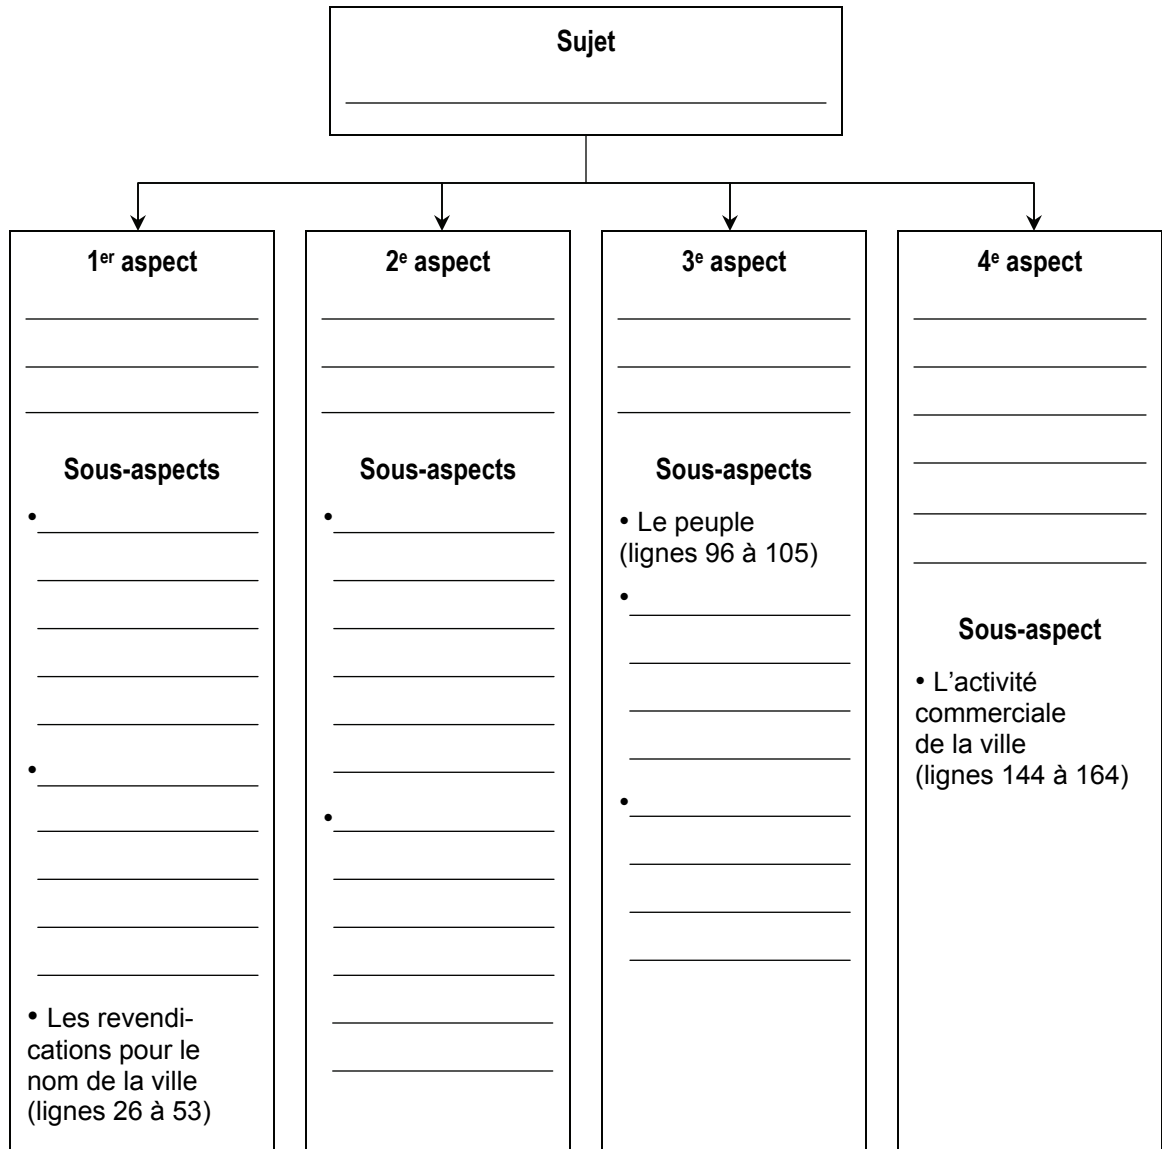 Sujet
1er aspect
Sous-aspects
•
•
• Les revendi-
cations pour le
nom de la ville
(lignes 26 à 53)
2e aspect
Sous-aspects
•
•
3e aspect
Sous-aspects
• Le peuple
(lignes 96 à 105)
•
•
4e aspect
Sous-aspect
• L’activité
commerciale
de la ville
(lignes 144 à 164)